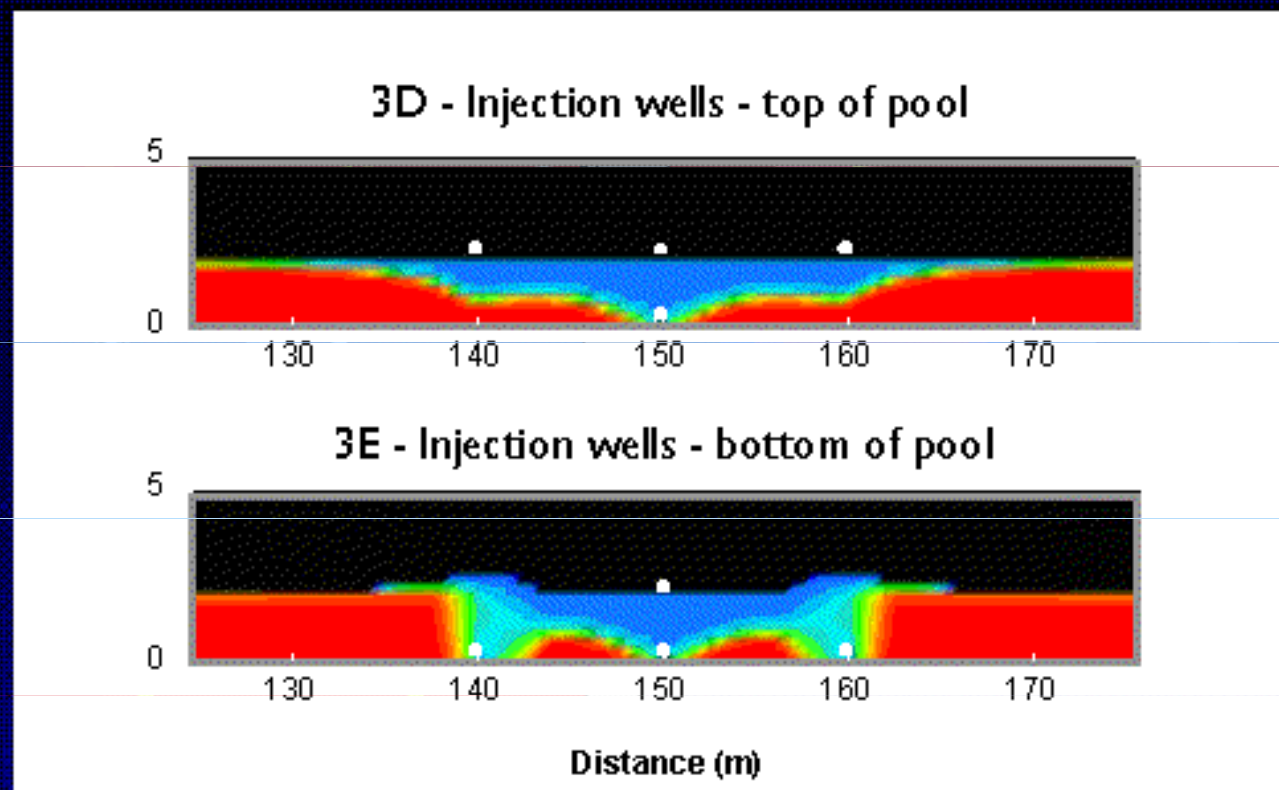 3D - Injection wells - top of pool
5
0
130 140 150 160 170
3E - Injection wells - bottom of pool
5
0
130 140 150 160 170
Distance (m)